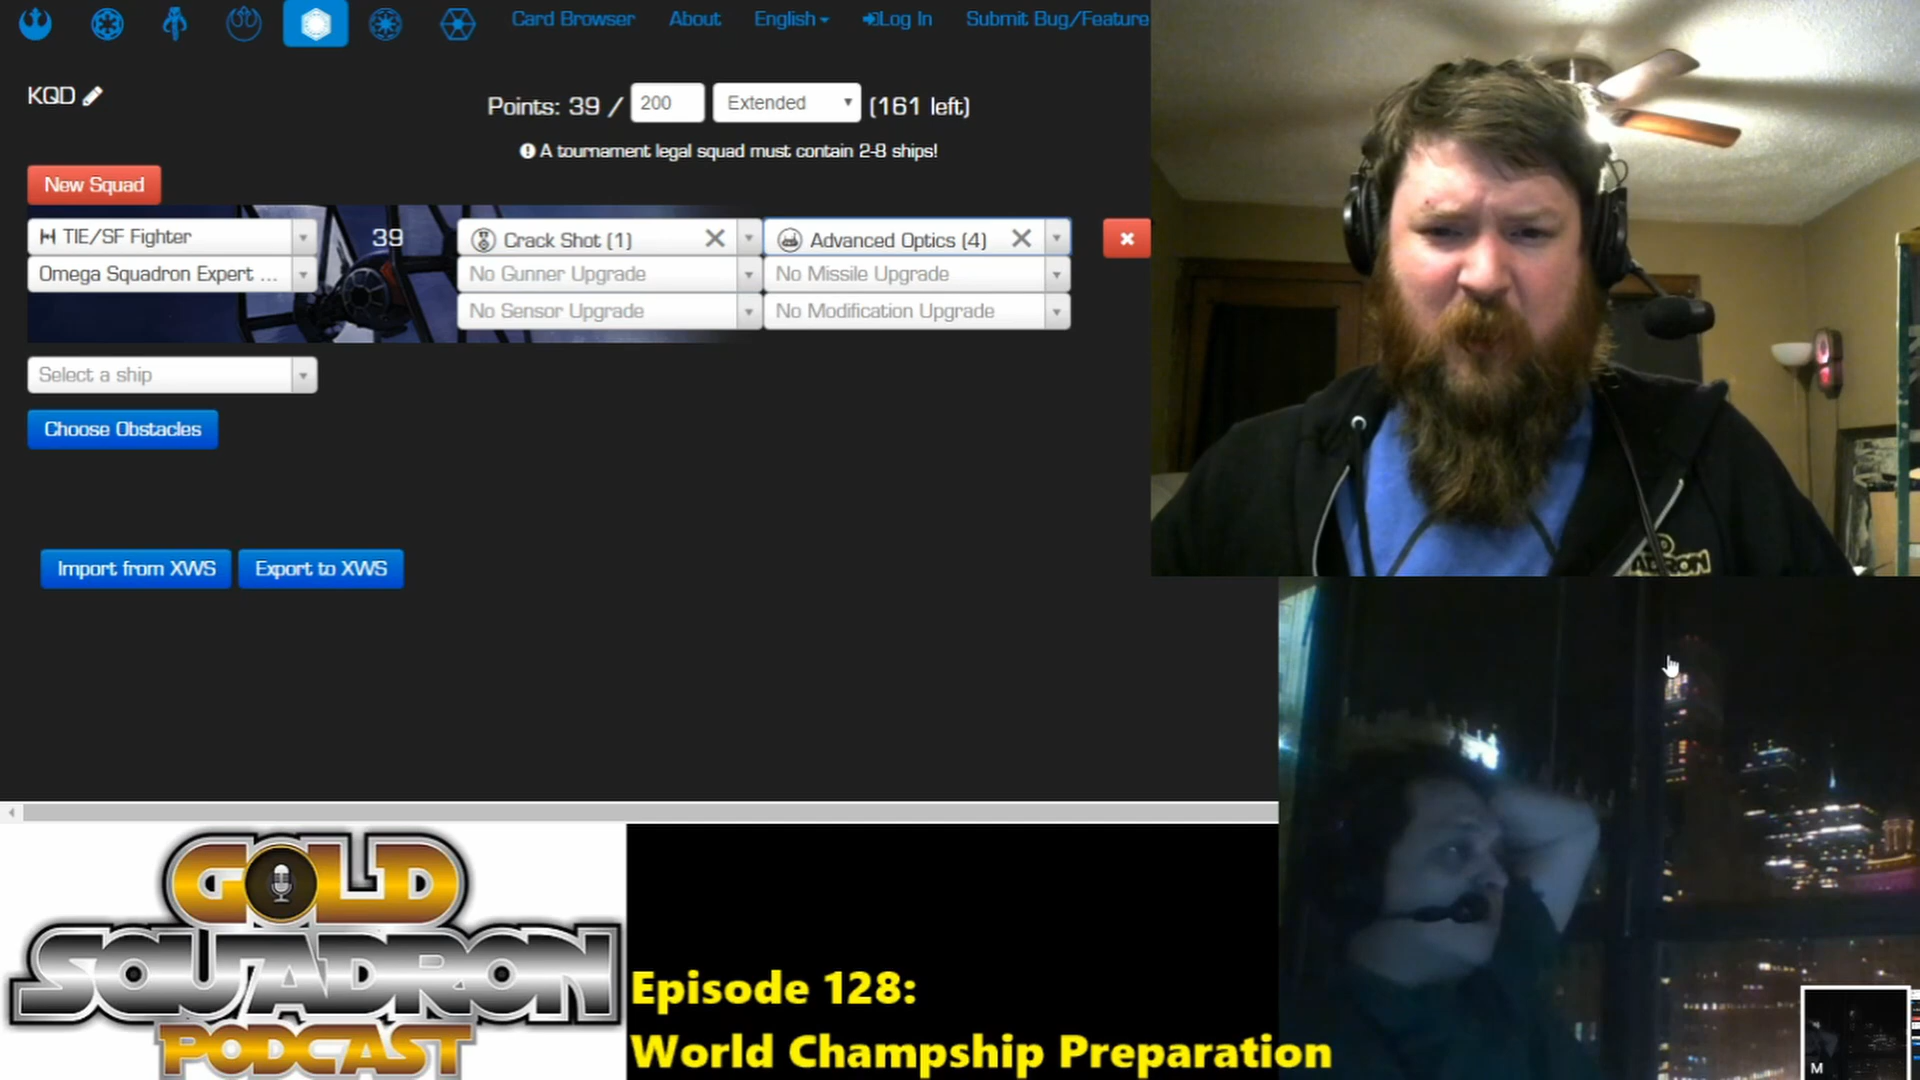 Card Browser About English Log In Submit Bug/Feature
KQD
Points: 39 / 200 Extended (161 left)
A tournament legal squad must contain 2-8 ships!
New Squad
TIE/SF Fighter 39 Crack Shot (1) Advanced Optics (4)
Omega Squadron Expert ... No Gunner Upgrade No Missile Upgrade
No Sensor Upgrade No Modification Upgrade
Select a ship
Choose Obstacles
Import from XWS Export to XWS
GOLD
SQUADRON
PODCAST
Episode 128:
World Champship Preparation
M